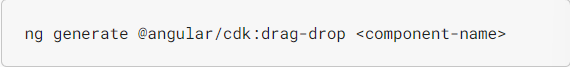 ng generate @angular/cdk:drag-drop <component-name>